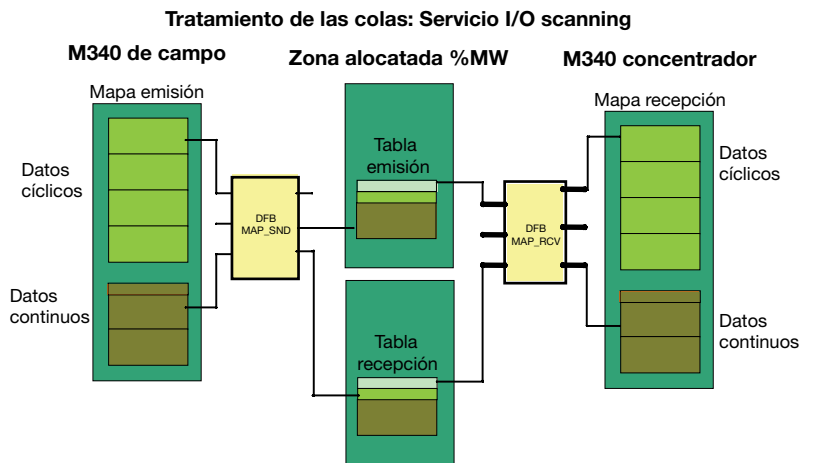 Tratamiento de las colas: Servicio I/O scanning
M340 de campo
Zona alocatada %MW
M340 concentrador
Mapa emisión
Datos
cíclicos
Datos
continuos
DFB
MAP_SND
Tabla
emisión
Tabla
recepción
DFB
MAP_RCV
Mapa recepción
Datos
cíclicos
Datos
continuos